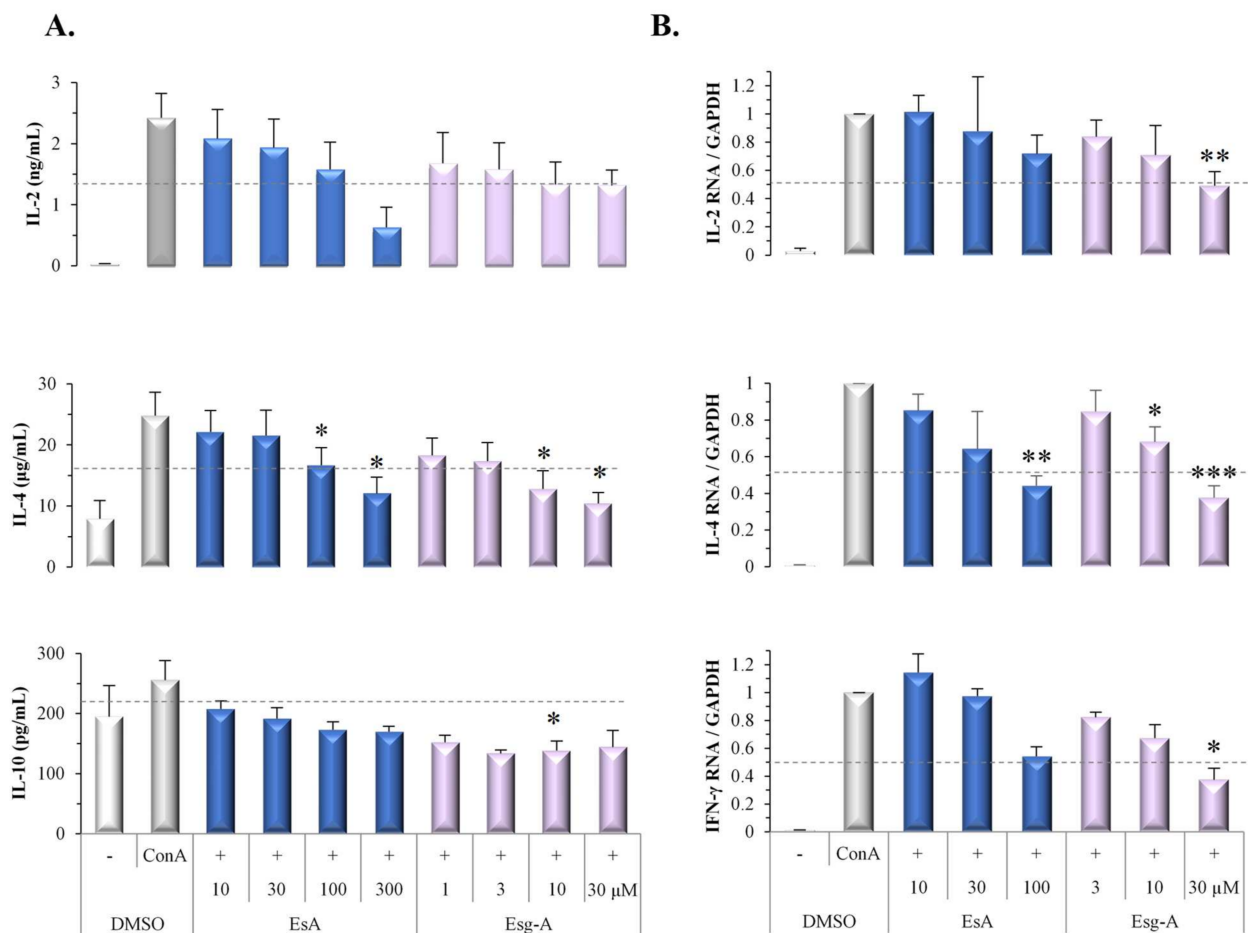 A.
B.
IL-2 (ng/mL)
3
2
1
0
IL-2 RNA / GAPDH
1.2
1
0.8
0.6
0.4
0.2
0
**
IL-4 (µg/mL)
30
20
10
0
* * * *
IL-4 RNA / GAPDH
1
0.8
0.6
0.4
0.2
0
** * ***
IL-10 (pg/mL)
300
200
100
0
*
IFN-γ RNA / GAPDH
1.2
1
0.8
0.6
0.4
0.2
0
*
- ConA + + + + + + + +
10 30 100 300 1 3 10 30 µM
DMSO EsA Esg-A
- ConA + + + + + +
10 30 100 3 10 30 µM
DMSO EsA Esg-A